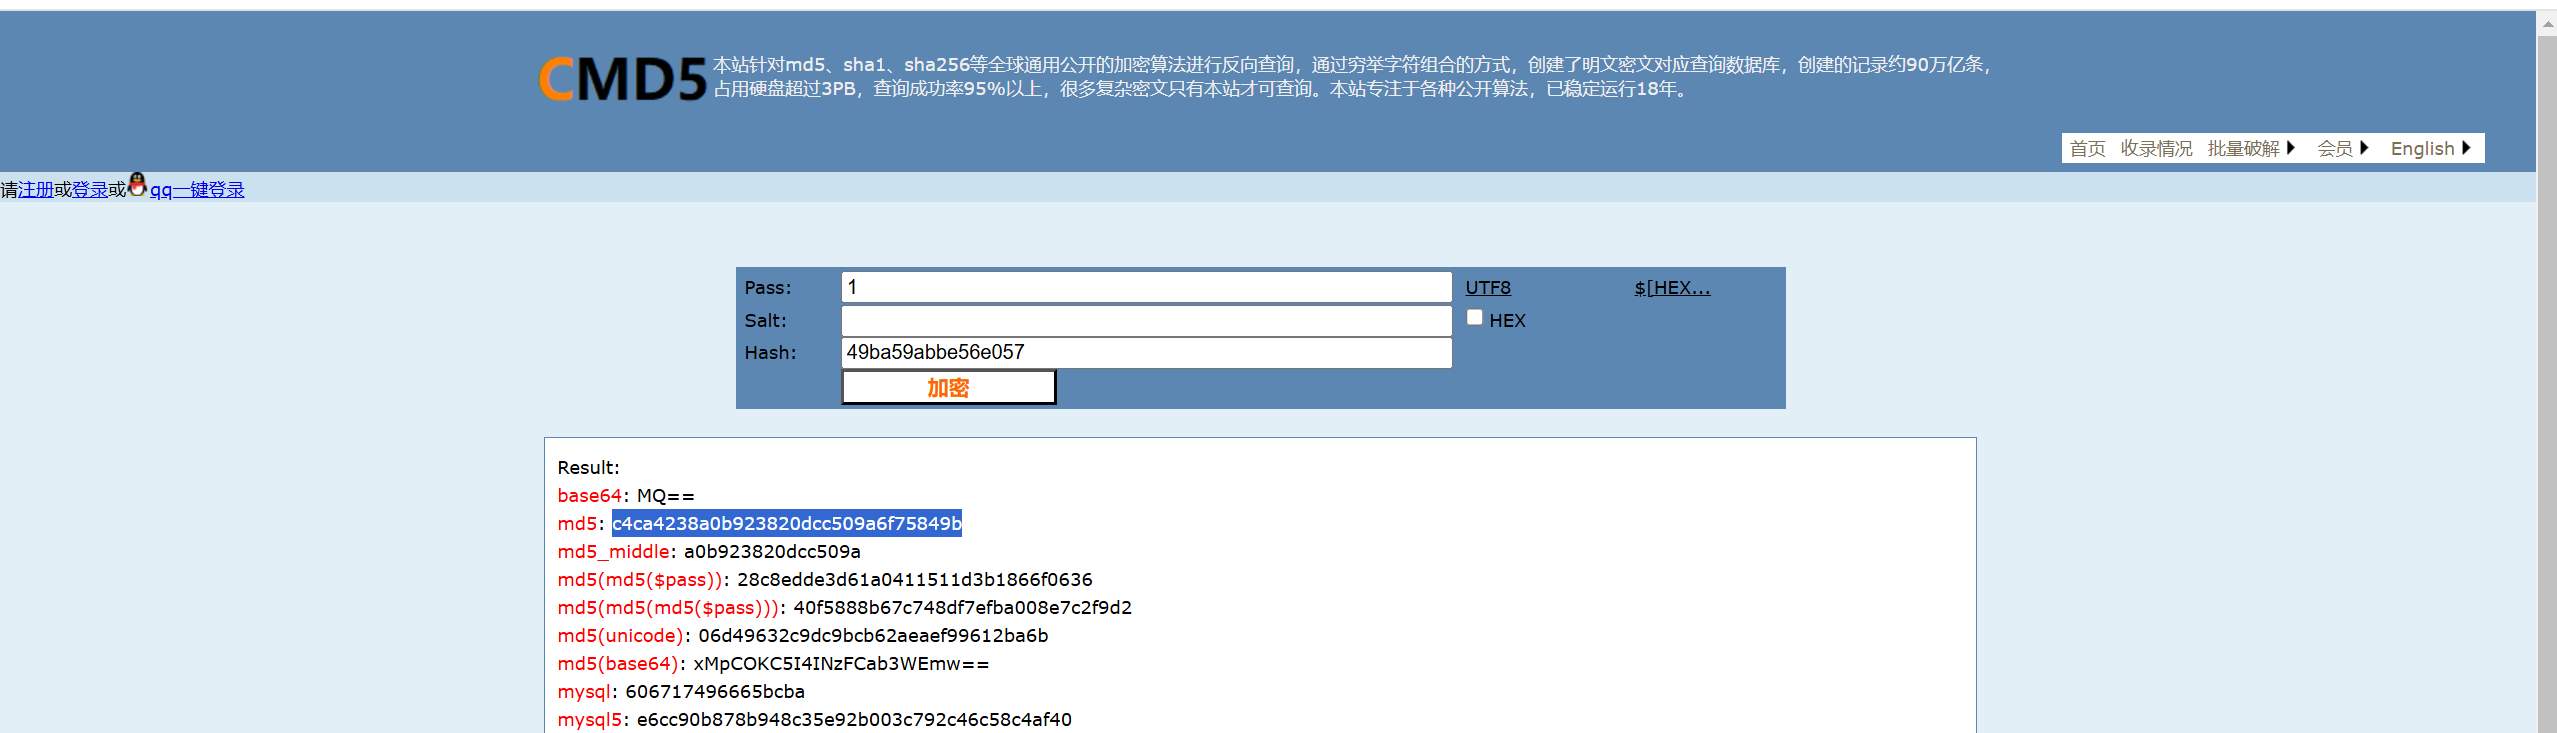 CMD5
本站针对md5、sha1、sha256等全球通用公开的加密算法进行反向查询，通过穷举字符组合的方式，创建了明文密文对应查询数据库，创建的记录约90万亿条，
占用硬盘超过3PB，查询成功率95%以上，很多复杂密文只有本站才可查询。本站专注于各种公开算法，已稳定运行18年。
首页 收录情况 批量破解 会员 English
请注册或登录或qq一键登录
Pass: 1 UTF8 $[HEX...
Salt: HEX
Hash: 49ba59abbe56e057
加密
Result:
base64: MQ==
md5: c4ca4238a0b923820dcc509a6f75849b
md5_middle: a0b923820dcc509a
md5(md5($pass)): 28c8edde3d61a0411511d3b1866f0636
md5(md5(md5($pass))): 40f5888b67c748df7efba008e7c2f9d2
md5(unicode): 06d49632c9dc9bcb62aeaef99612ba6b
md5(base64): xMpCOKC5I4INzFCab3WEmw==
mysql: 606717496665bcba
mysql5: e6cc90b878b948c35e92b003c792c46c58c4af40